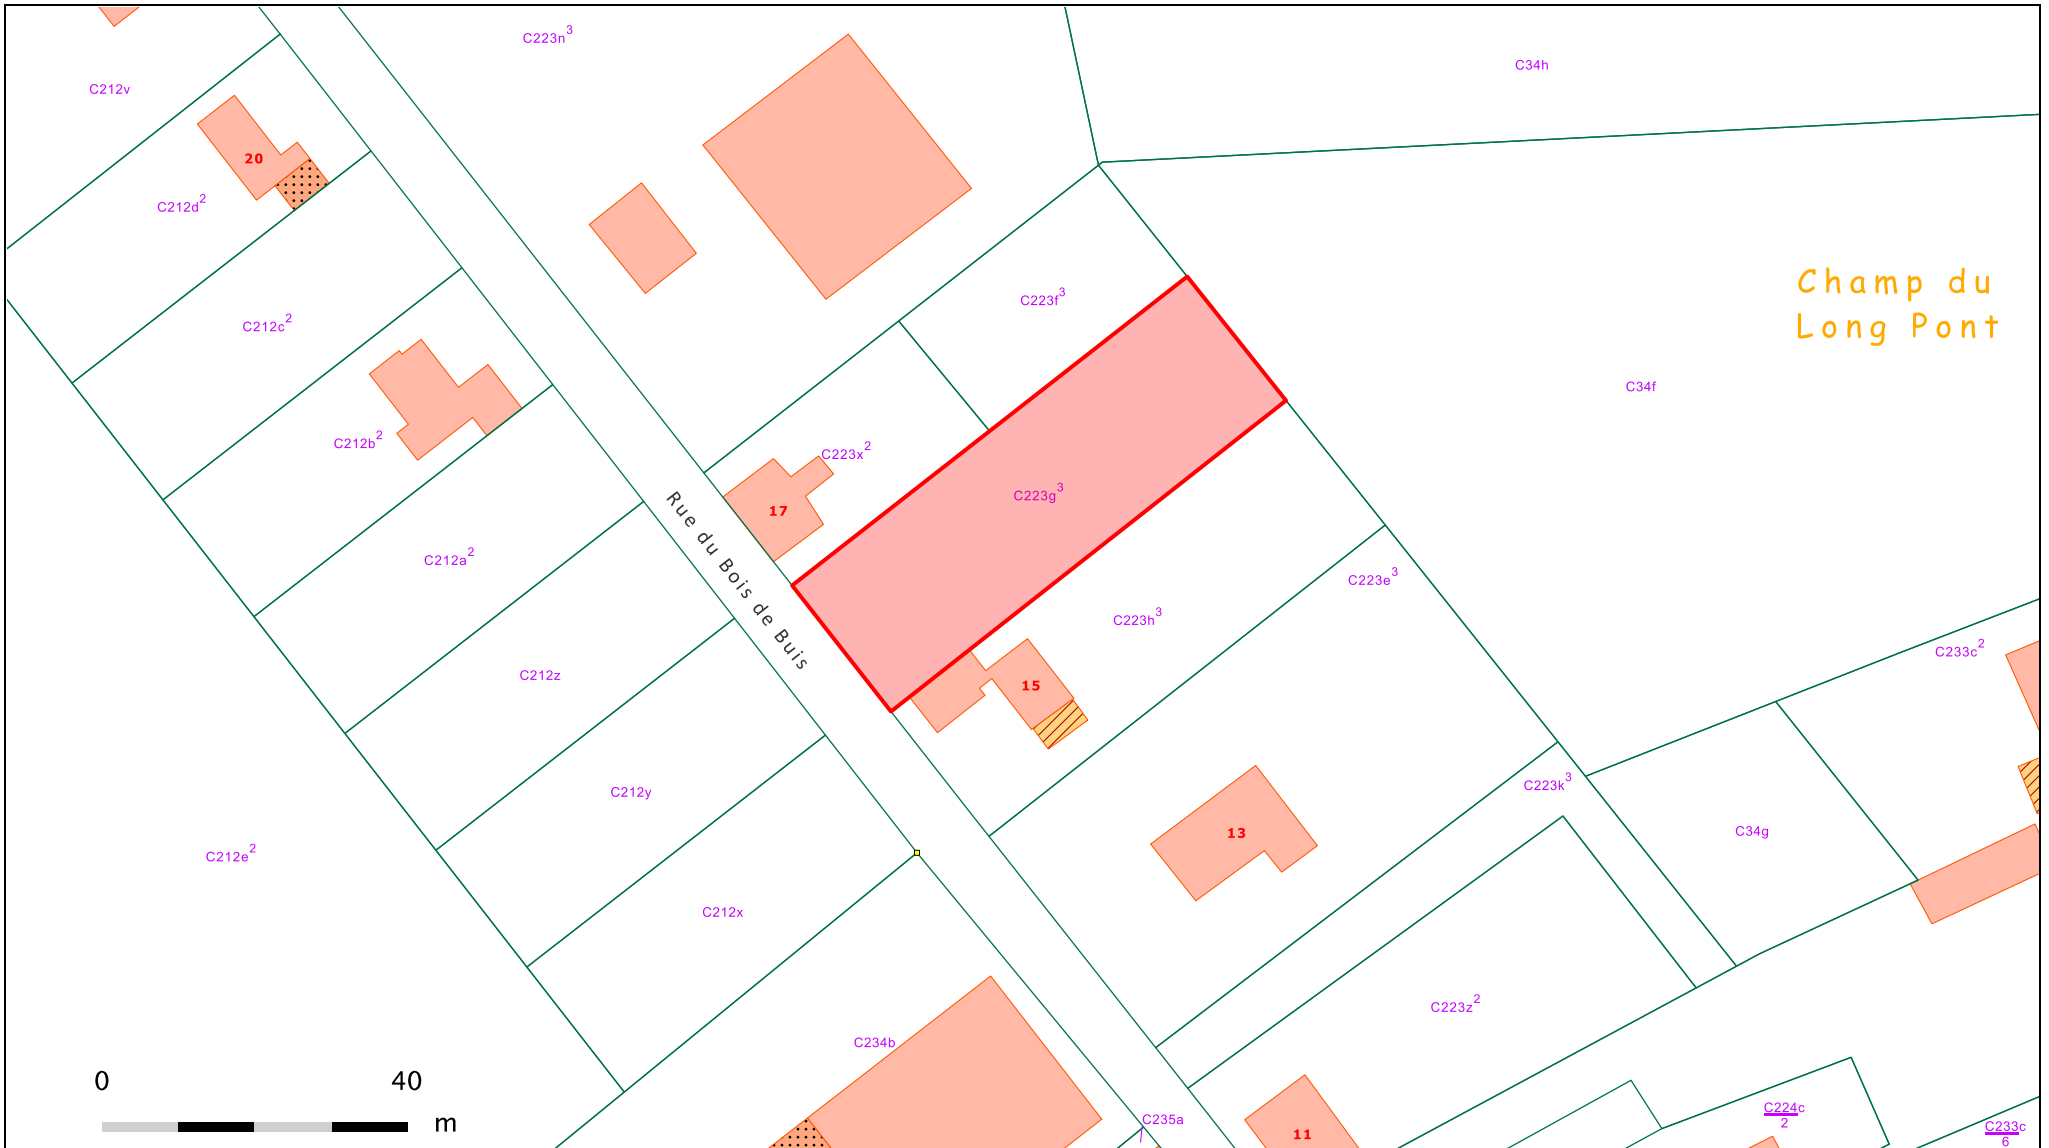 C223n³
C34h
C212v
20
C212d²
Champ du
Long Pont
C223f³
C212c²
C34f
C212b²
C223x²
C223g³
17
Rue du Bois de Buis
C212a²
C223e³
C223h³
C233c²
C212z
15
C223k³
C212y
C34g
13
C212e²
C212x
C223z²
C234b
0 40
m
C235a
11
C224c
2
C233c
6